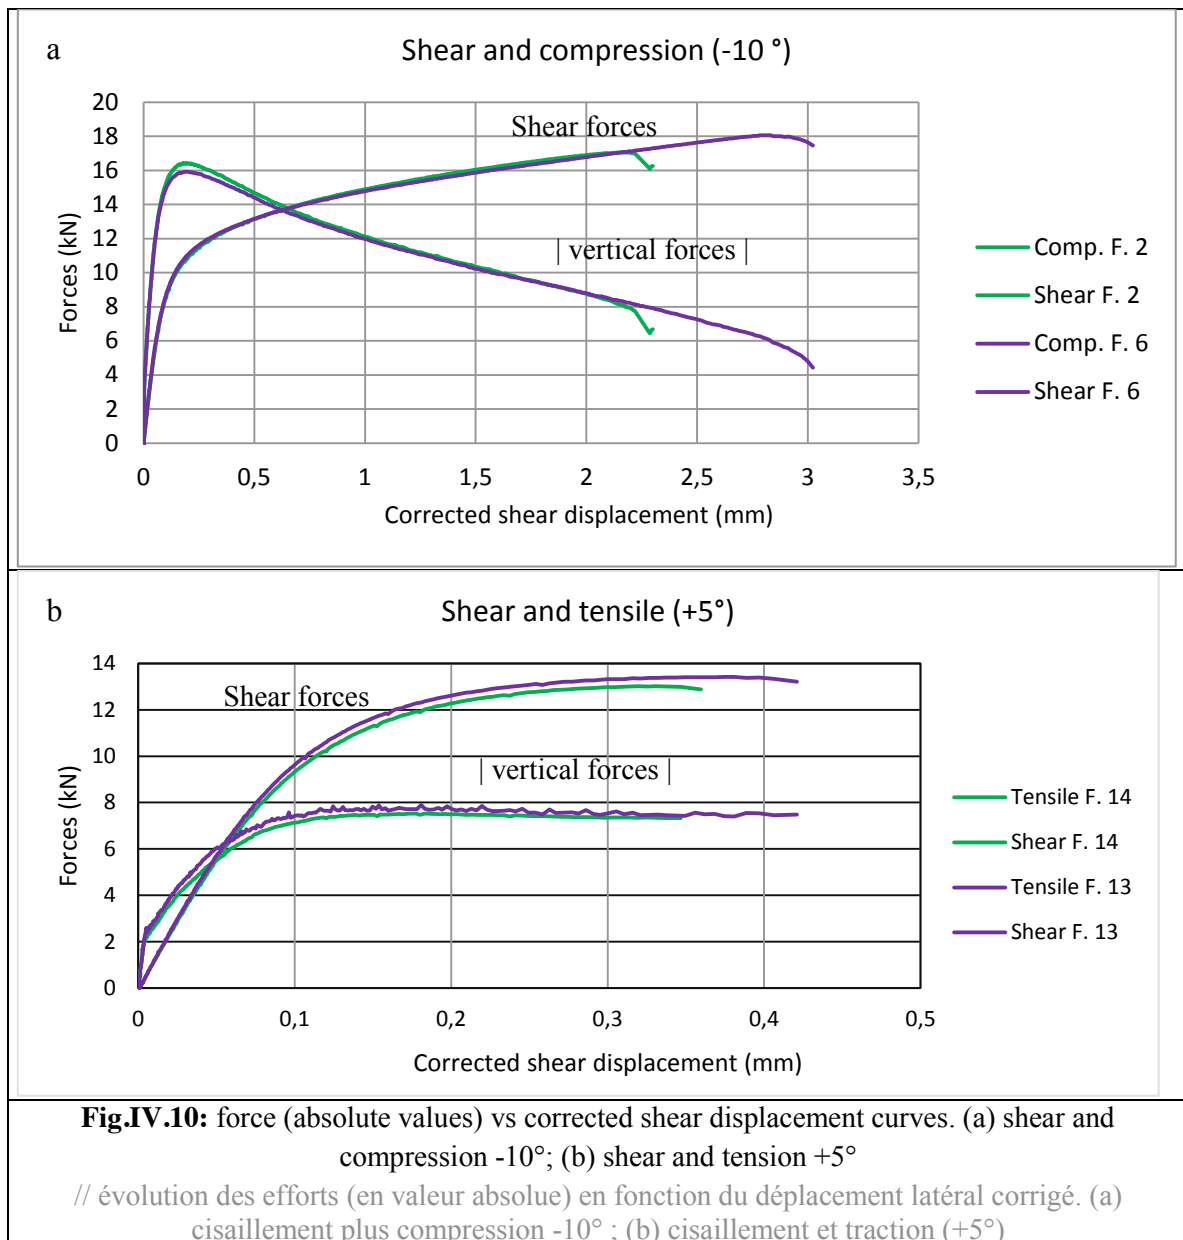 a
Shear and compression (-10 °)
20
18
16
14
12
10
8
6
4
2
0
Forces (kN)
Shear forces
| vertical forces |
Comp. F. 2
Shear F. 2
Comp. F. 6
Shear F. 6
0 0,5 1 1,5 2 2,5 3 3,5
Corrected shear displacement (mm)
b
Shear and tensile (+5°)
14
12
10
8
6
4
2
0
Forces (kN)
Shear forces
| vertical forces |
Tensile F. 14
Shear F. 14
Tensile F. 13
Shear F. 13
0 0,1 0,2 0,3 0,4 0,5
Corrected shear displacement (mm)
Fig.IV.10: force (absolute values) vs corrected shear displacement curves. (a) shear and
compression -10°; (b) shear and tension +5°
// évolution des efforts (en valeur absolue) en fonction du déplacement latéral corrigé. (a)
cisaillement plus compression -10° ; (b) cisaillement et traction (+5°)